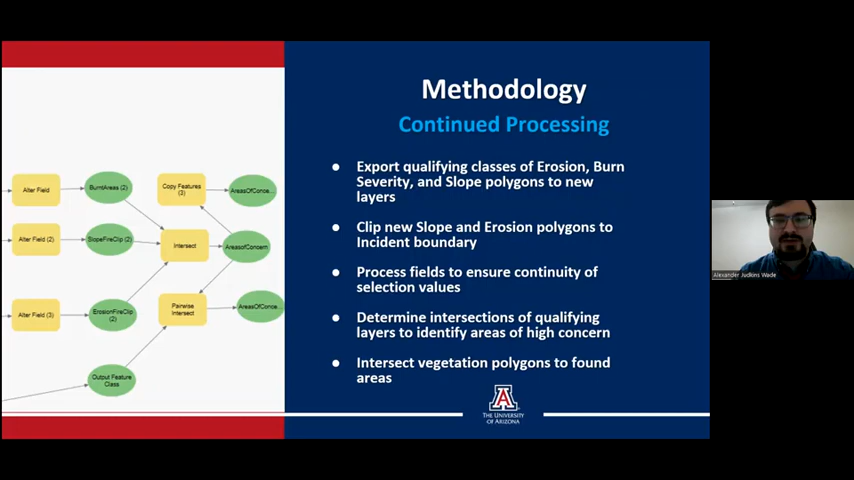 Methodology
Continued Processing
● Export qualifying classes of Erosion, Burn
Severity, and Slope polygons to new
layers
● Clip new Slope and Erosion polygons to
Incident boundary
● Process fields to ensure continuity of
selection values
● Determine intersections of qualifying
layers to identify areas of high concern
● Intersect vegetation polygons to found
areas
Alter Field
BurntAreas (2)
Copy Features
(3)
AreasOfConce...
Alter Field (2)
SlopeFireClip (2)
Intersect
AreasofConcern
Alter Field (3)
ErosionFireClip
(2)
Pairwise
Intersect
AreasOfConce...
Output Feature
Class
A
THE UNIVERSITY
OF ARIZONA
Alexander Judkins Wade